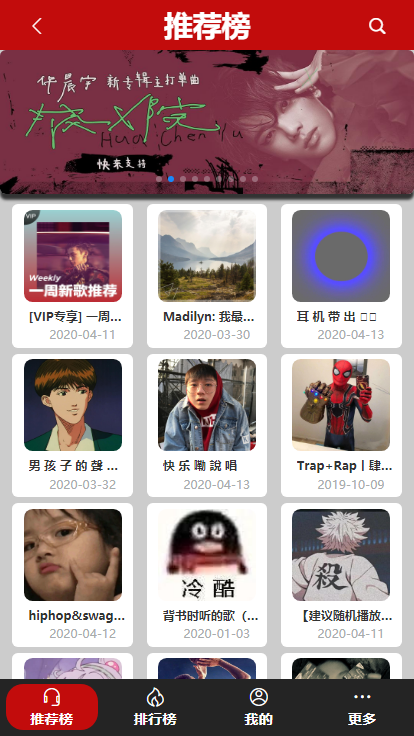 推荐榜
华晨宇 新专辑主打单曲
Hua Chen Yu
快来支持
VIP
Weekly
一周新歌推荐
[VIP专享] 一周...
2020-04-11
Madilyn: 我最...
2020-03-30
耳 机 带 出
2020-04-13
男 孩 子 的 聲 ...
2020-03-32
快 乐 嘞 說 唱
2020-04-13
Trap+Rap丨肆...
2019-10-09
hiphop&swag...
2020-04-12
冷 酷
背书时听的歌（...
2020-01-03
殺
【建议随机播放...
2020-04-11
推荐榜
排行榜
我的
更多